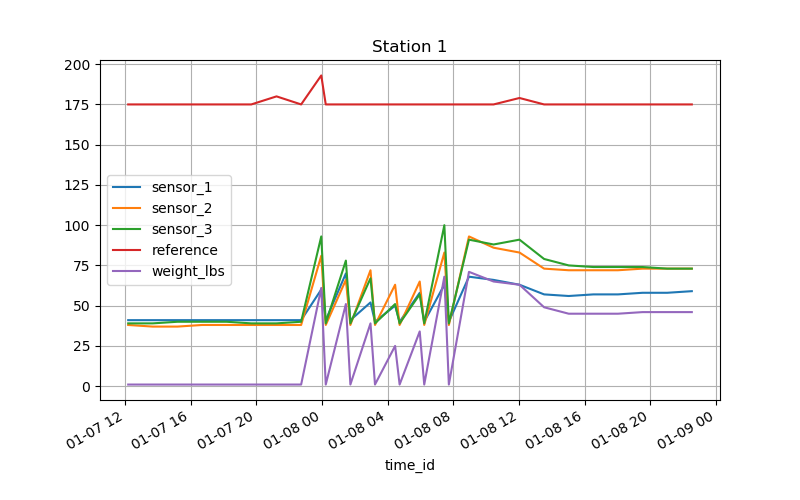 Station 1
200
175
150
125
100
75
50
25
0
sensor_1
sensor_2
sensor_3
reference
weight_lbs
01-07 12
01-07 16
01-07 20
01-08 00
01-08 04
01-08 08
01-08 12
01-08 16
01-08 20
01-09 00
time_id